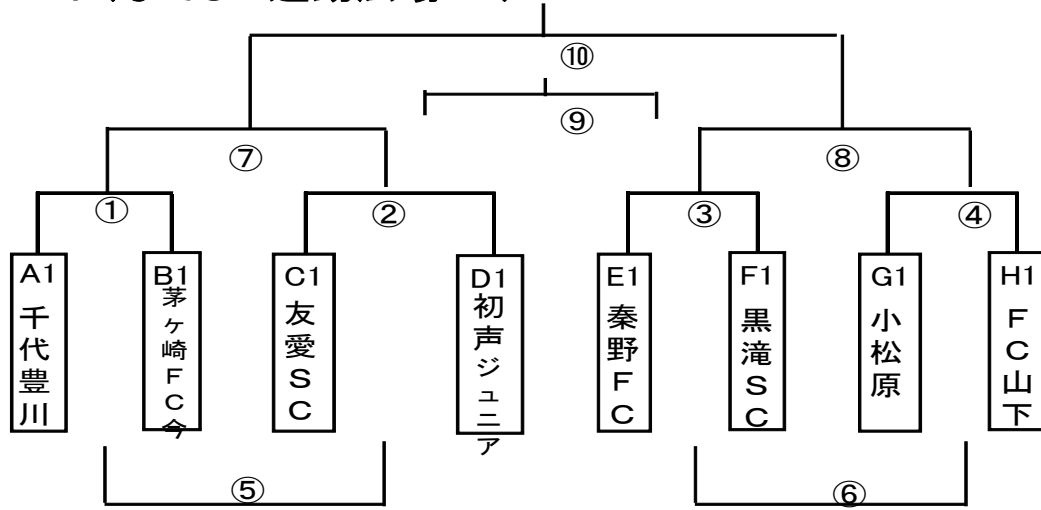 ⑩
⑨
⑦
⑧
①
②
③
④
A1
千代豊川
B1
茅ヶ崎FC今
C1
友愛SC
D1
初声ジュニア
E1
秦野FC
F1
黒滝SC
G1
小松原
H1
FC山下
⑤
⑥